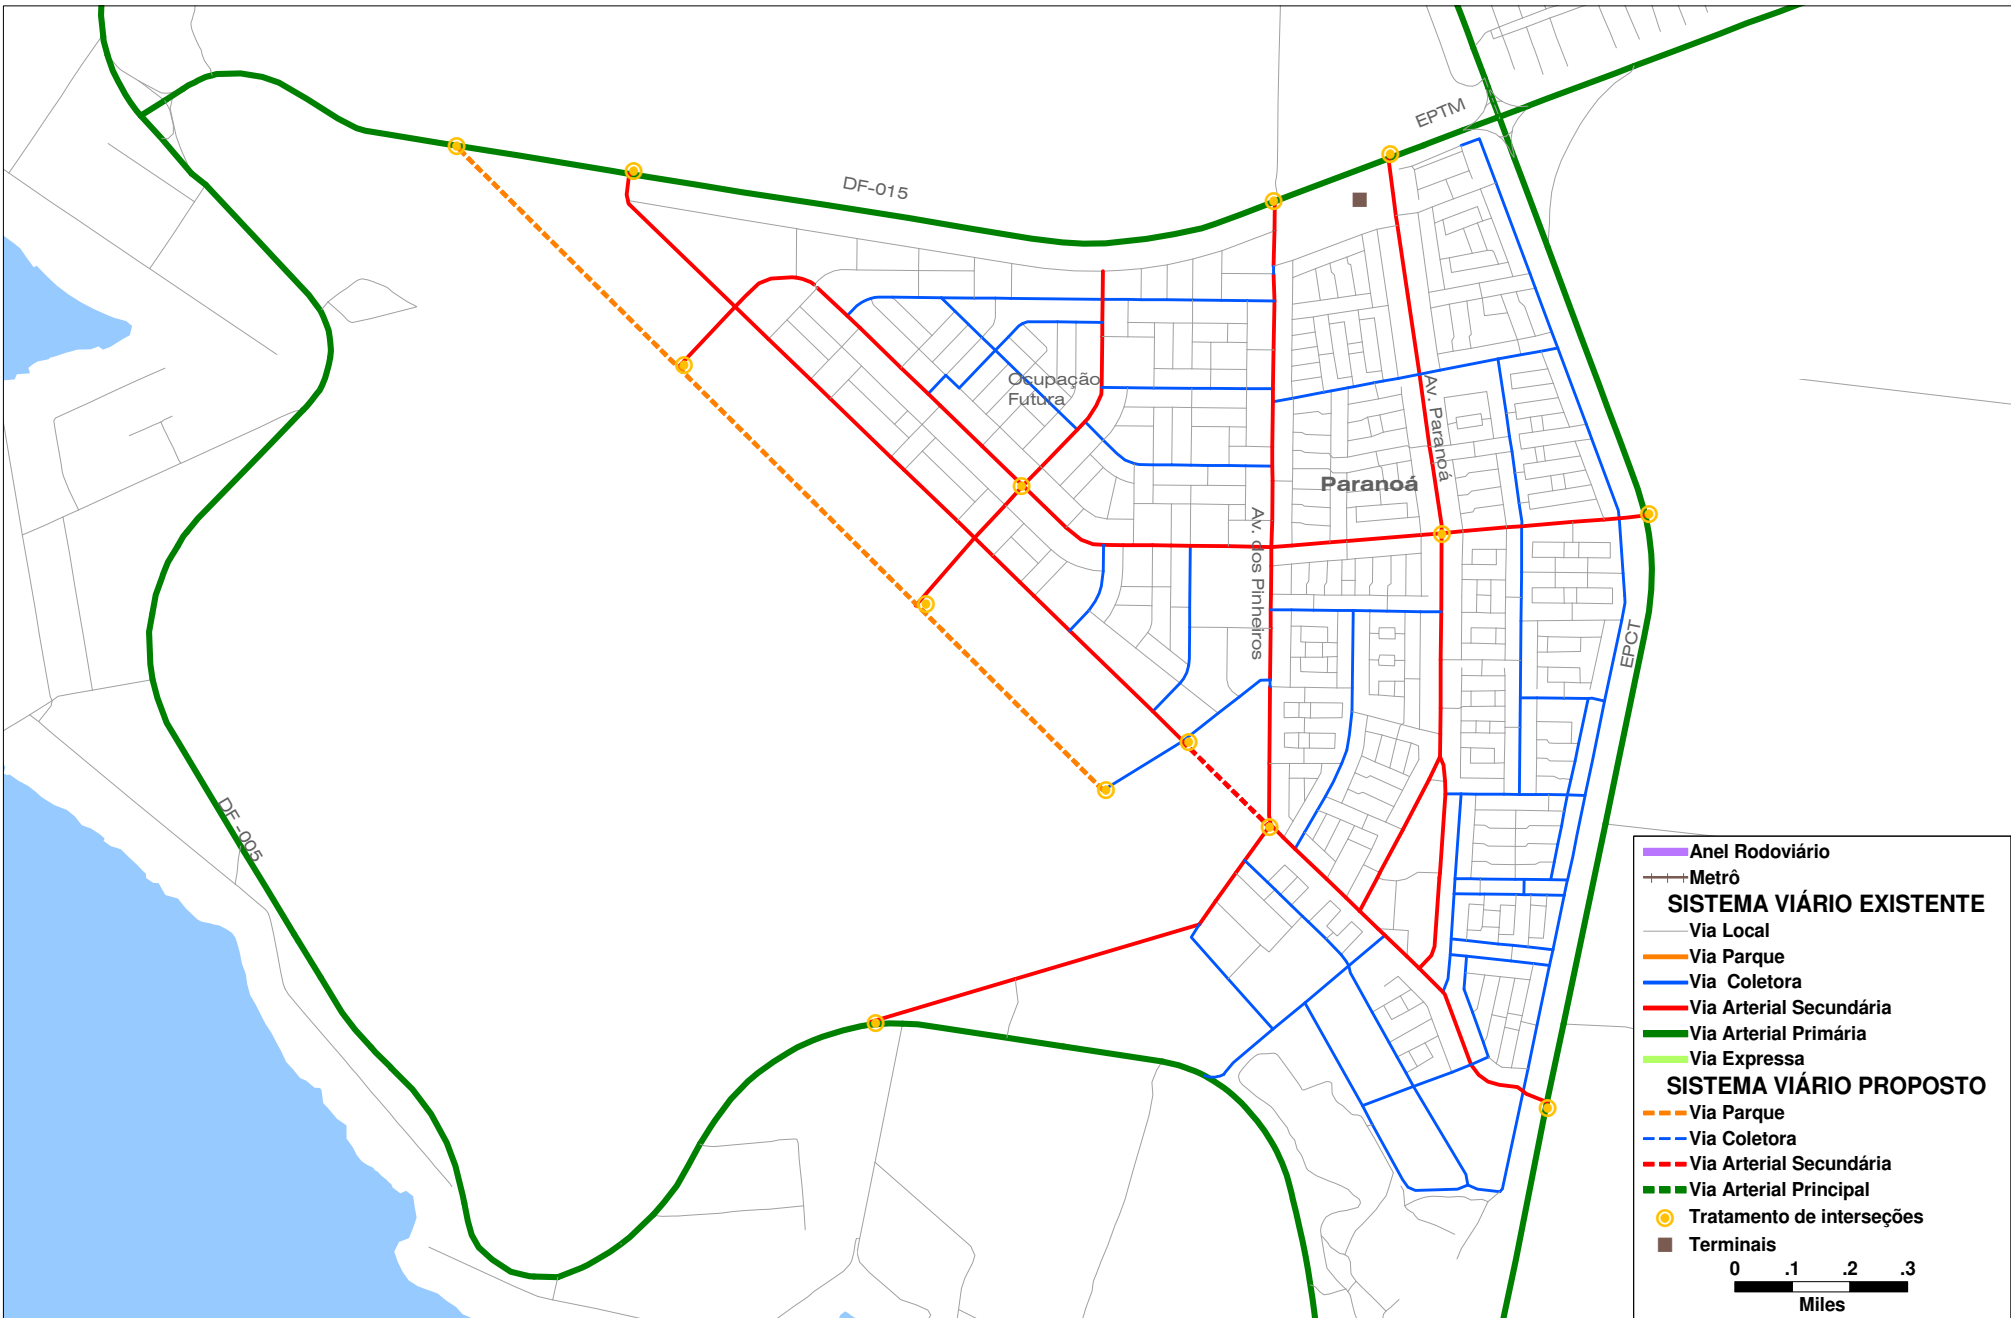 EPTM
DF-015
Ocupação
Futura
Av. Paranoá
Paranoá
Av. dos Pinheiros
EPCT
DF-005
Anel Rodoviário
Metrô
SISTEMA VIÁRIO EXISTENTE
Via Local
Via Parque
Via Coletora
Via Arterial Secundária
Via Arterial Primária
Via Expressa
SISTEMA VIÁRIO PROPOSTO
Via Parque
Via Coletora
Via Arterial Secundária
Via Arterial Principal
Tratamento de interseções
Terminais
0 .1 .2 .3
Miles